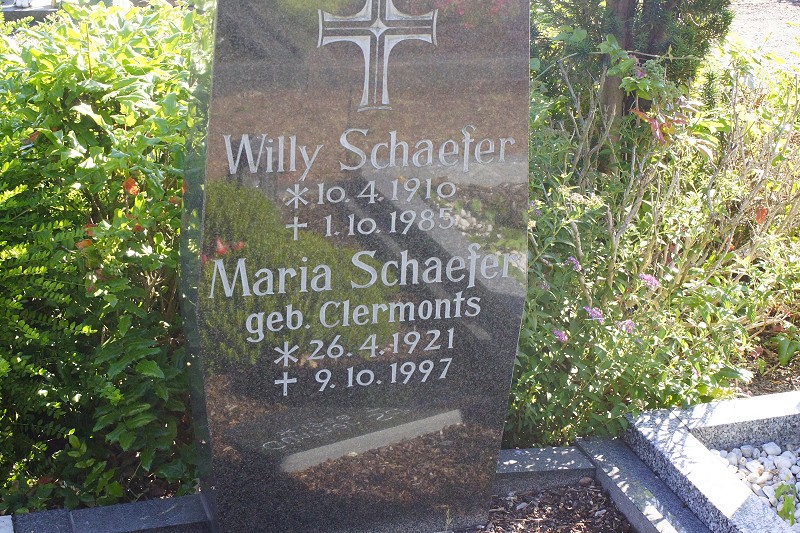 Willy Schaefer
* 10.4.1910
† 1.10.1985
Maria Schaefer
geb. Clermonts
* 26.4.1921
† 9.10.1997